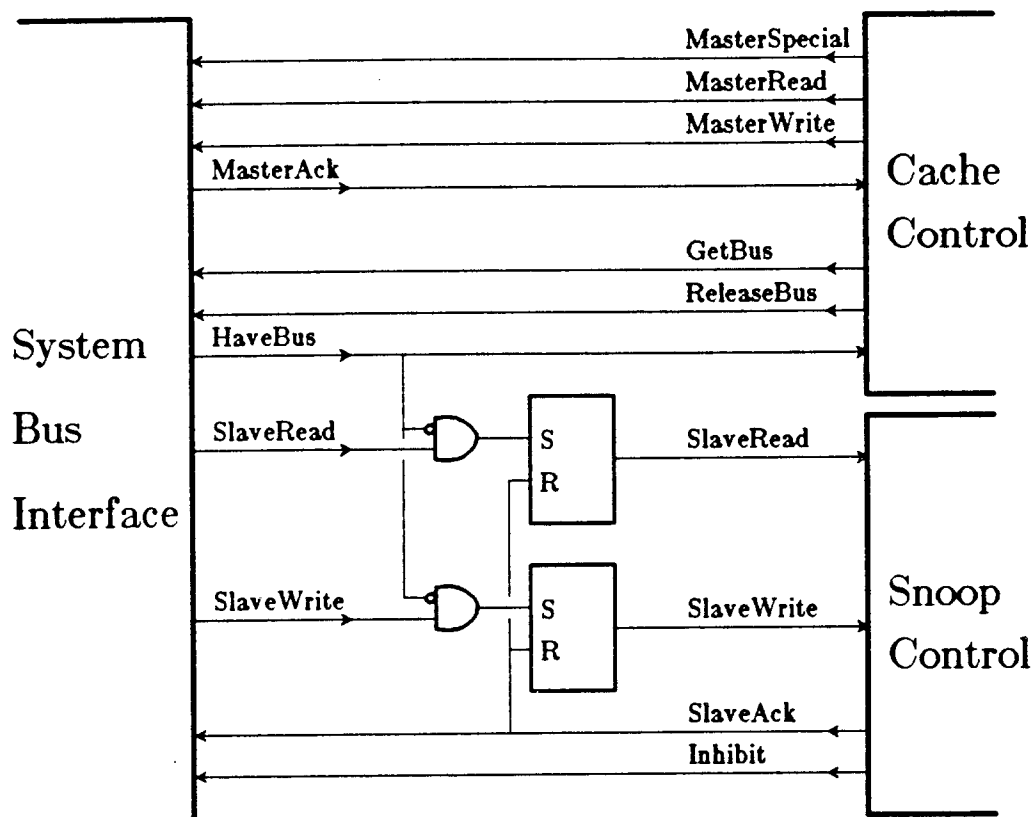 MasterSpecial
MasterRead
MasterWrite
MasterAck
Cache
Control
GetBus
ReleaseBus
HaveBus
System
Bus
Interface
SlaveRead
S
R
SlaveRead
SlaveWrite
S
R
SlaveWrite
Snoop
Control
SlaveAck
Inhibit